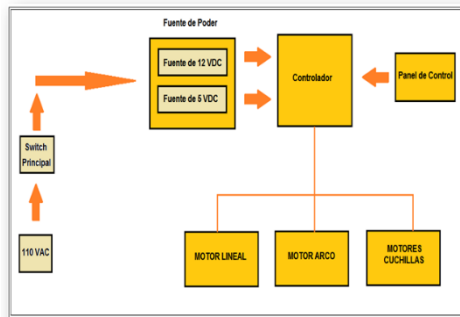 Fuente de Poder
Fuente de 12 VDC
Fuente de 5 VDC
Controlador
Panel de Control
Switch
Principal
110 VAC
MOTOR LINEAL
MOTOR ARCO
MOTORES
CUCHILLAS